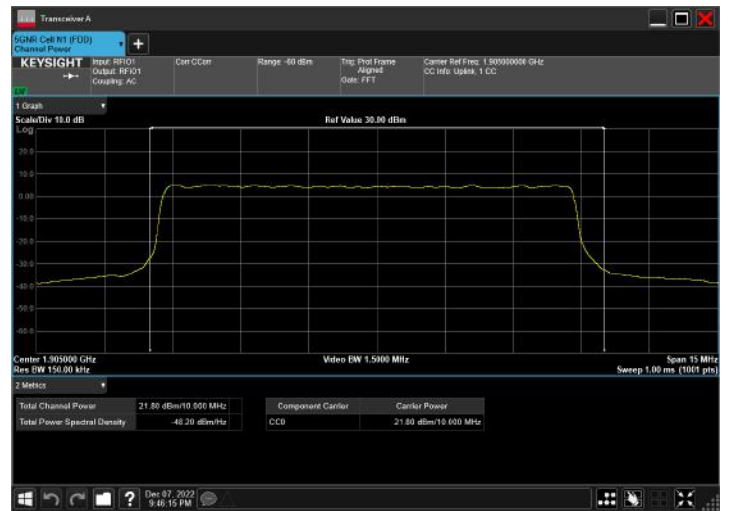 Transceiver A
5GNR Cell N1 (FDD)
Channel Power
KEYSIGHT
Input: RFIO1
Output: RFIO1
Coupling: AC
Corr CCorr
Range: -60 dBm
Trig: Prot Frame
Aligned
Gate: FFT
Carrier Ref Freq: 1.905000000 GHz
CC Info: Uplink, 1 CC
1 Graph
Scale/Div 10.0 dB
Ref Value 30.00 dBm
Log
20.0
10.0
0.00
-10.0
-20.0
-30.0
-40.0
-50.0
-60.0
Center 1.905000 GHz
Video BW 1.5000 MHz
Span 15 MHz
Res BW 150.00 kHz
Sweep 1.00 ms (1001 pts)
2 Metrics
Total Channel Power 21.80 dBm/10.000 MHz
Total Power Spectral Density -48.20 dBm/Hz
Component Carrier Carrier Power
CC0 21.80 dBm/10.000 MHz
Dec 07, 2022
9:46:15 PM